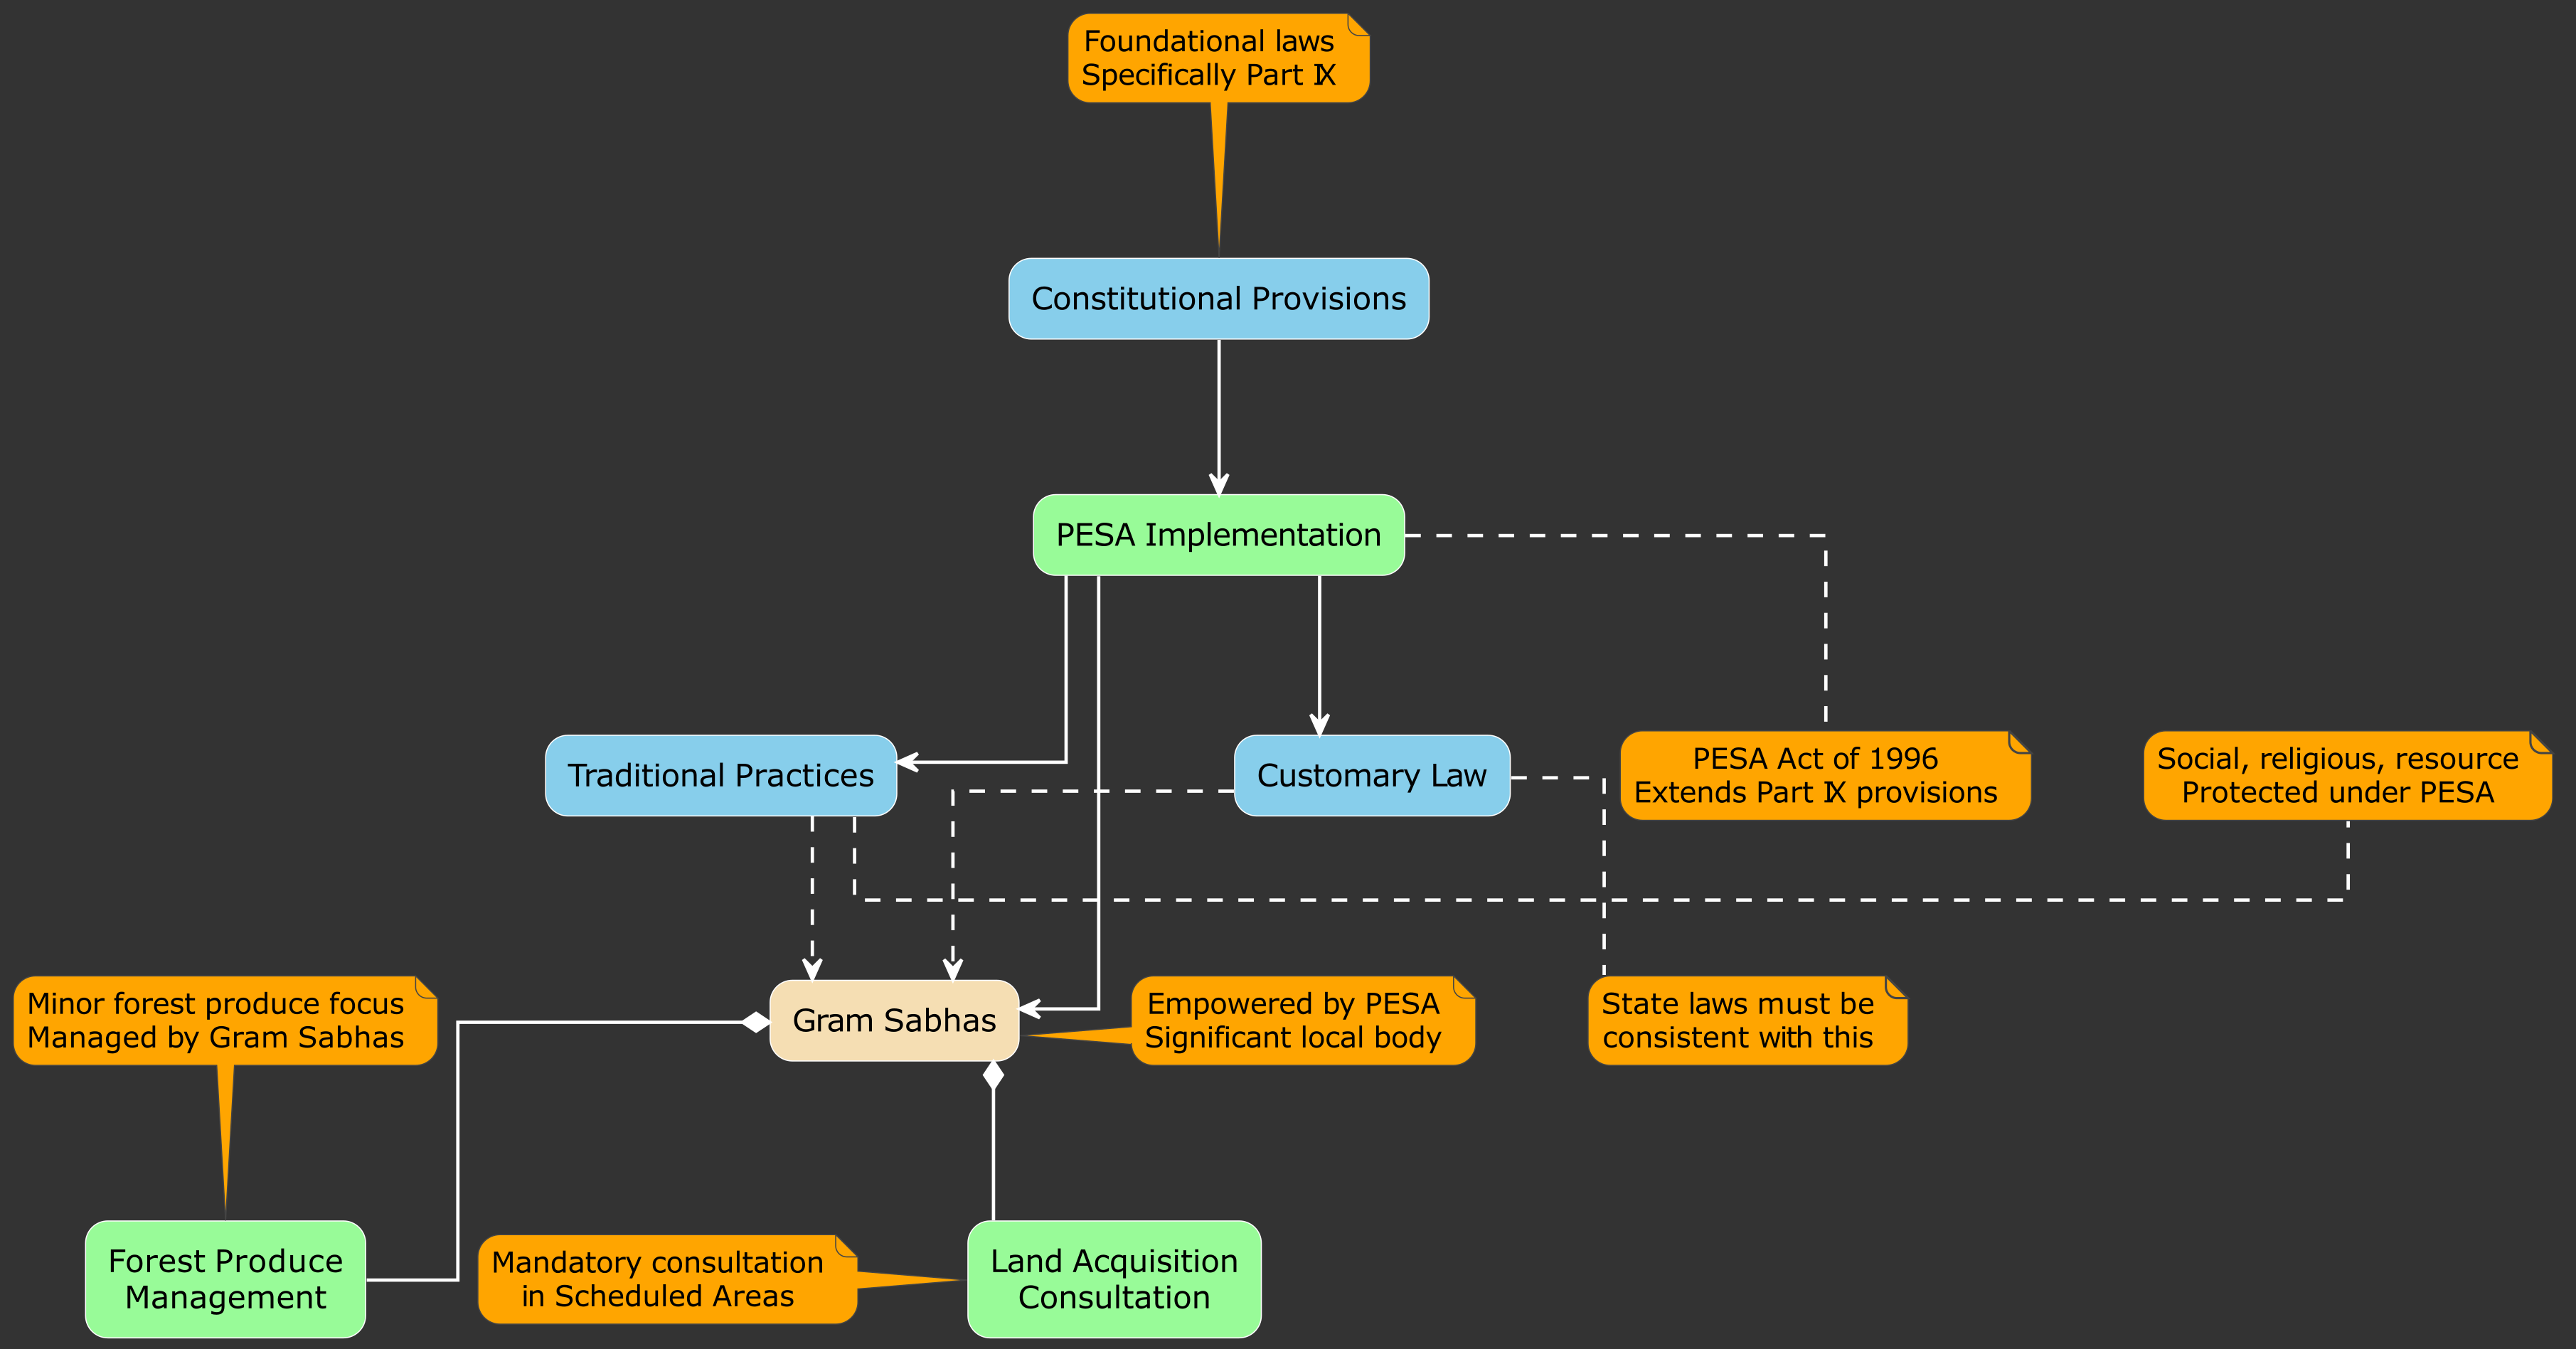 Foundational laws
Specifically Part IX
Constitutional Provisions
PESA Implementation
Traditional Practices
Customary Law
PESA Act of 1996
Extends Part IX provisions
Social, religious, resource
Protected under PESA
Minor forest produce focus
Managed by Gram Sabhas
Gram Sabhas
Empowered by PESA
Significant local body
State laws must be
consistent with this
Forest Produce
Management
Mandatory consultation
in Scheduled Areas
Land Acquisition
Consultation